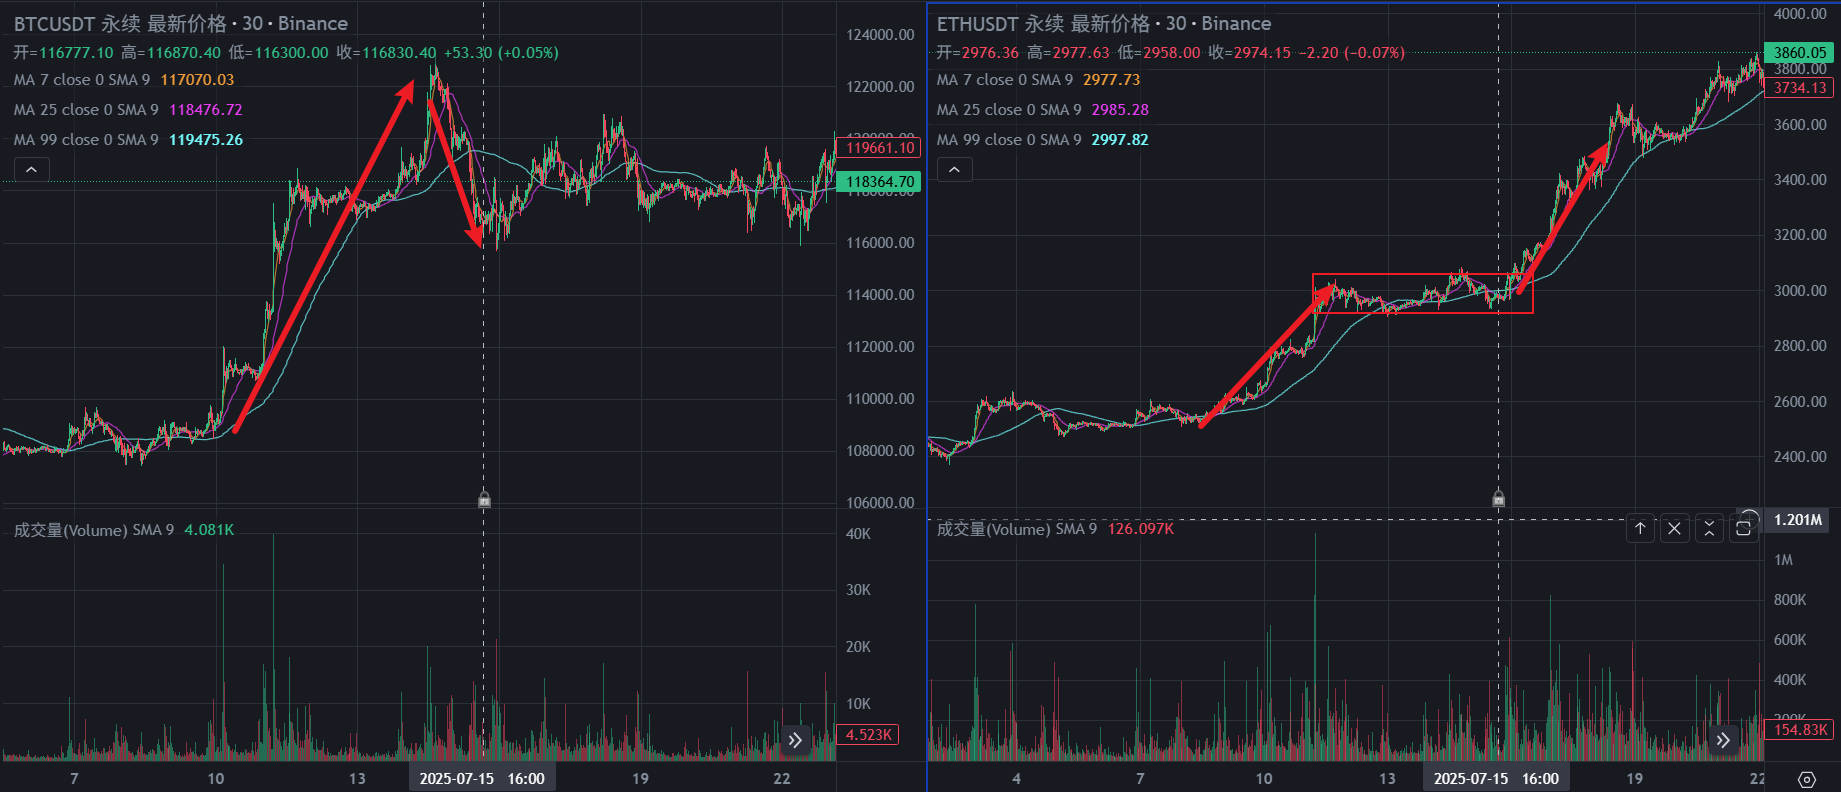 BTCUSDT 永续 最新价格 · 30 · Binance
开=116777.10 高=116870.40 低=116300.00 收=116830.40 +53.30 (+0.05%)
MA 7 close 0 SMA 9 117070.03
MA 25 close 0 SMA 9 118476.72
MA 99 close 0 SMA 9 119475.26
124000.00
122000.00
120000.00
119661.10
118364.70
118000.00
116000.00
114000.00
112000.00
110000.00
108000.00
106000.00
成交量(Volume) SMA 9 4.081K
40K
30K
20K
10K
4.523K
7 10 13 2025-07-15 16:00 19 22
ETHUSDT 永续 最新价格 · 30 · Binance
开=2976.36 高=2977.63 低=2958.00 收=2974.15 −2.20 (−0.07%)
MA 7 close 0 SMA 9 2977.73
MA 25 close 0 SMA 9 2985.28
MA 99 close 0 SMA 9 2997.82
4000.00
3860.05
3800.00
3734.13
3600.00
3400.00
3200.00
3000.00
2800.00
2600.00
2400.00
成交量(Volume) SMA 9 126.097K
1.201M
1M
800K
600K
400K
200K
154.83K
4 7 10 13 2025-07-15 16:00 19 22